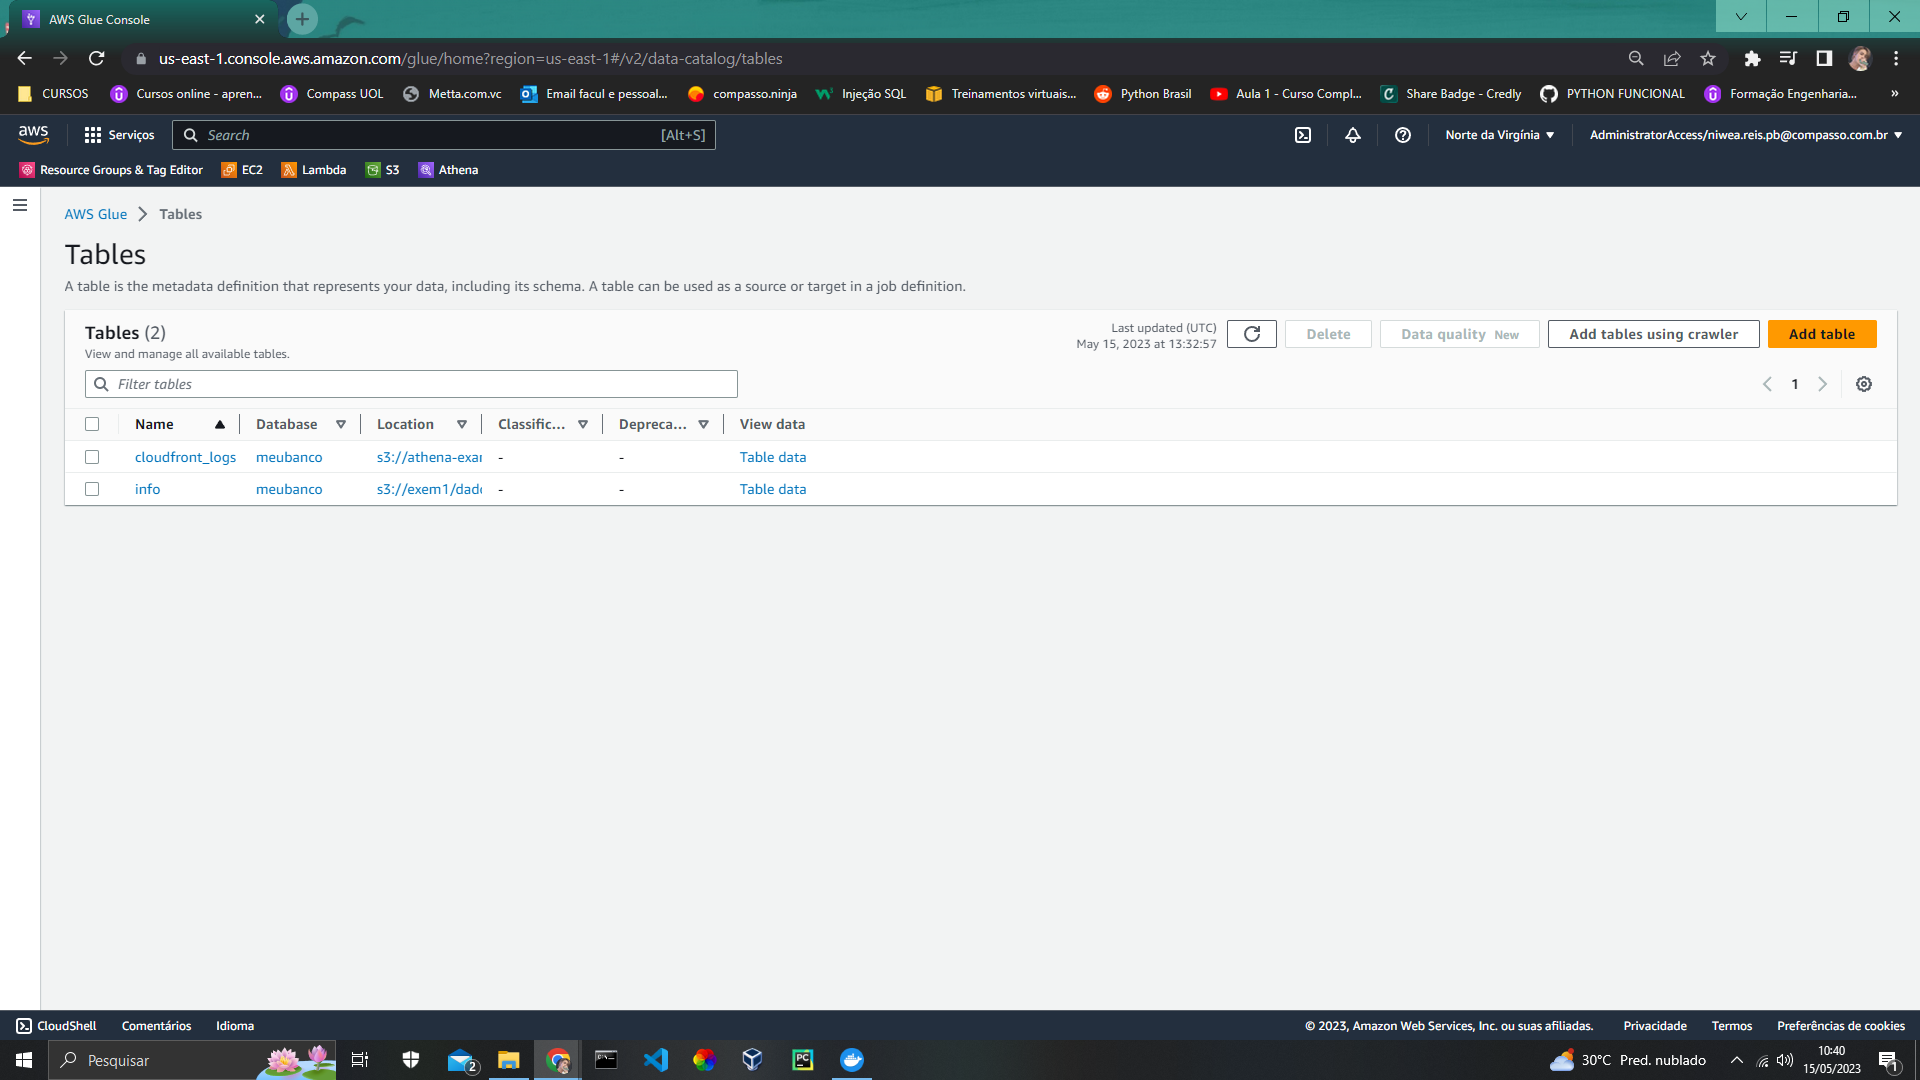 AWS Glue Console
us-east-1.console.aws.amazon.com/glue/home?region=us-east-1#/v2/data-catalog/tables
CURSOS Cursos online - apren... Compass UOL Metta.com.vc Email facul e pessoal... compasso.ninja Injeção SQL Treinamentos virtuais... Python Brasil Aula 1 - Curso Compl... Share Badge - Credly PYTHON FUNCIONAL Formação Engenharia... »
aws Serviços Search [Alt+S] Norte da Virgínia AdministratorAccess/niwea.reis.pb@compasso.com.br
Resource Groups & Tag Editor EC2 Lambda S3 Athena
AWS Glue Tables
Tables
A table is the metadata definition that represents your data, including its schema. A table can be used as a source or target in a job definition.
Tables (2)
View and manage all available tables.
Last updated (UTC)
May 15, 2023 at 13:32:57
Delete Data quality New Add tables using crawler Add table
Filter tables 1
Name Database Location Classific... Depreca... View data
cloudfront_logs meubanco s3://athena-exar - - Table data
info meubanco s3://exem1/dad - - Table data
CloudShell Comentários Idioma © 2023, Amazon Web Services, Inc. ou suas afiliadas. Privacidade Termos Preferências de cookies
Pesquisar 2 PC 30°C Pred. nublado 10:40
15/05/2023 1